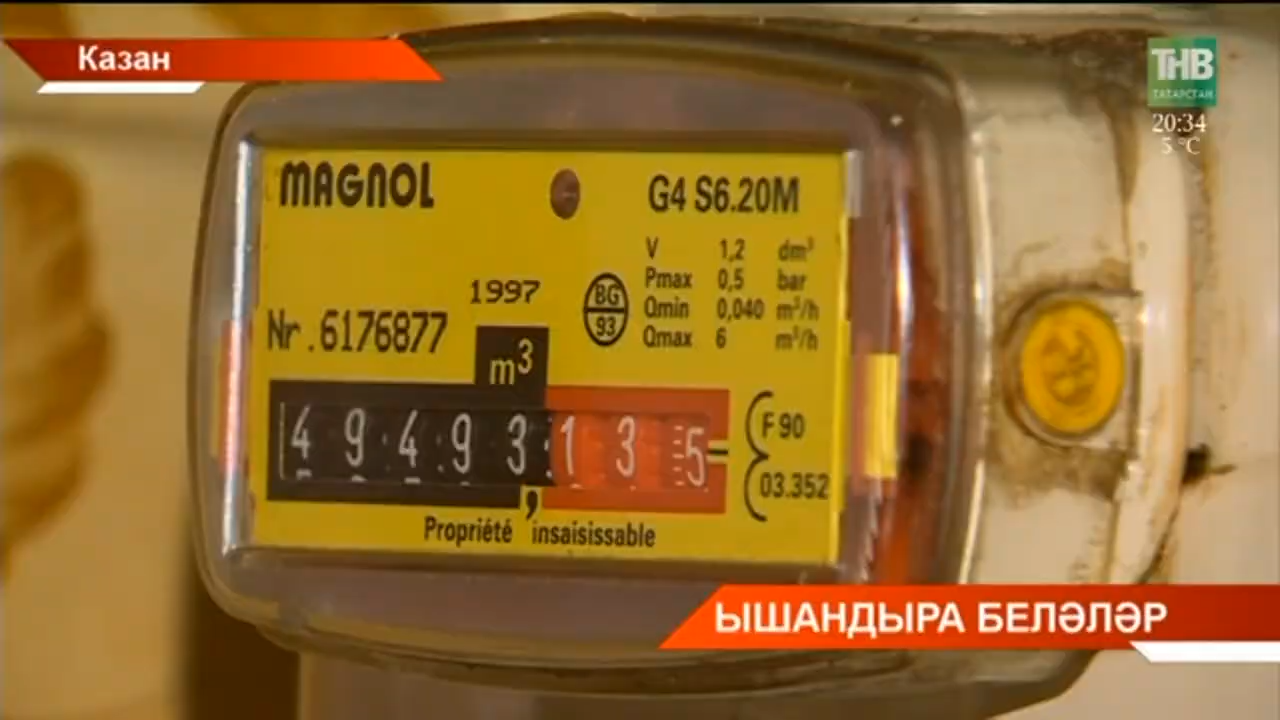 Казан
ТНВ
ТАТАРСТАН
20:34
5 °C
MAGNOL
G4 S6.20M
V 1,2 dm³
Pmax 0,5 bar
Qmin 0,040 m³/h
Qmax 6 m³/h
1997
BG
93
Nr.6176877
m³
4 9 4 9 3 1 3 5
,
F 90
03.352
Propriété insaisissable
ЫШАНДЫРА БЕЛӘЛӘР